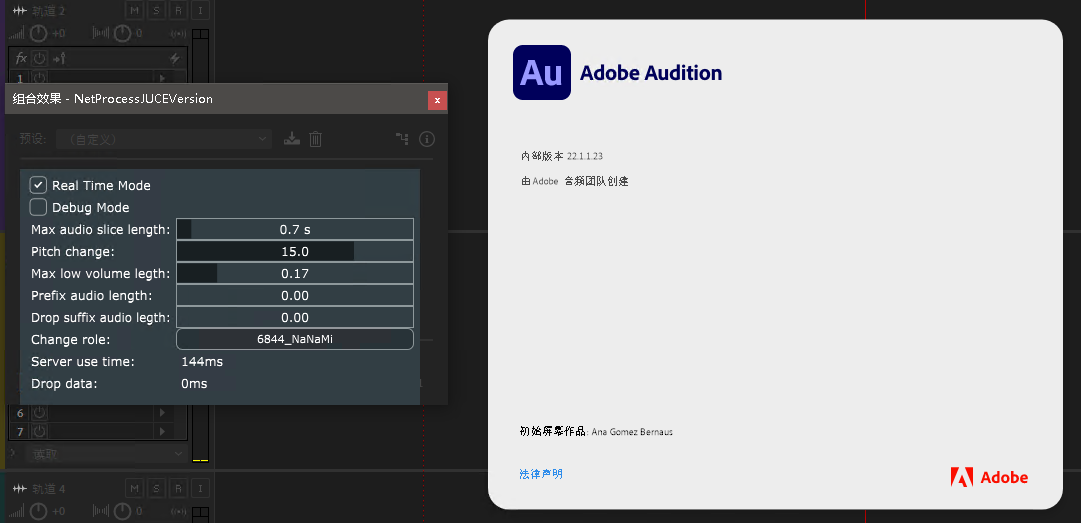 轨道 2
M S R I
+0 0
fx
1
组合效果 - NetProcessJUCEVersion
x
预设: (自定义)
Real Time Mode
Debug Mode
Max audio slice length: 0.7 s
Pitch change: 15.0
Max low volume legth: 0.17
Prefix audio length: 0.00
Drop suffix audio legth: 0.00
Change role: 6844_NaNaMi
Server use time: 144ms
Drop data: 0ms
6
7
读取
轨道 4
M S R I
+0 0
Au Adobe Audition
内部版本 22.1.1.23
由 Adobe 音频团队创建
初始屏幕作品: Ana Gomez Bernaus
法律声明
Adobe